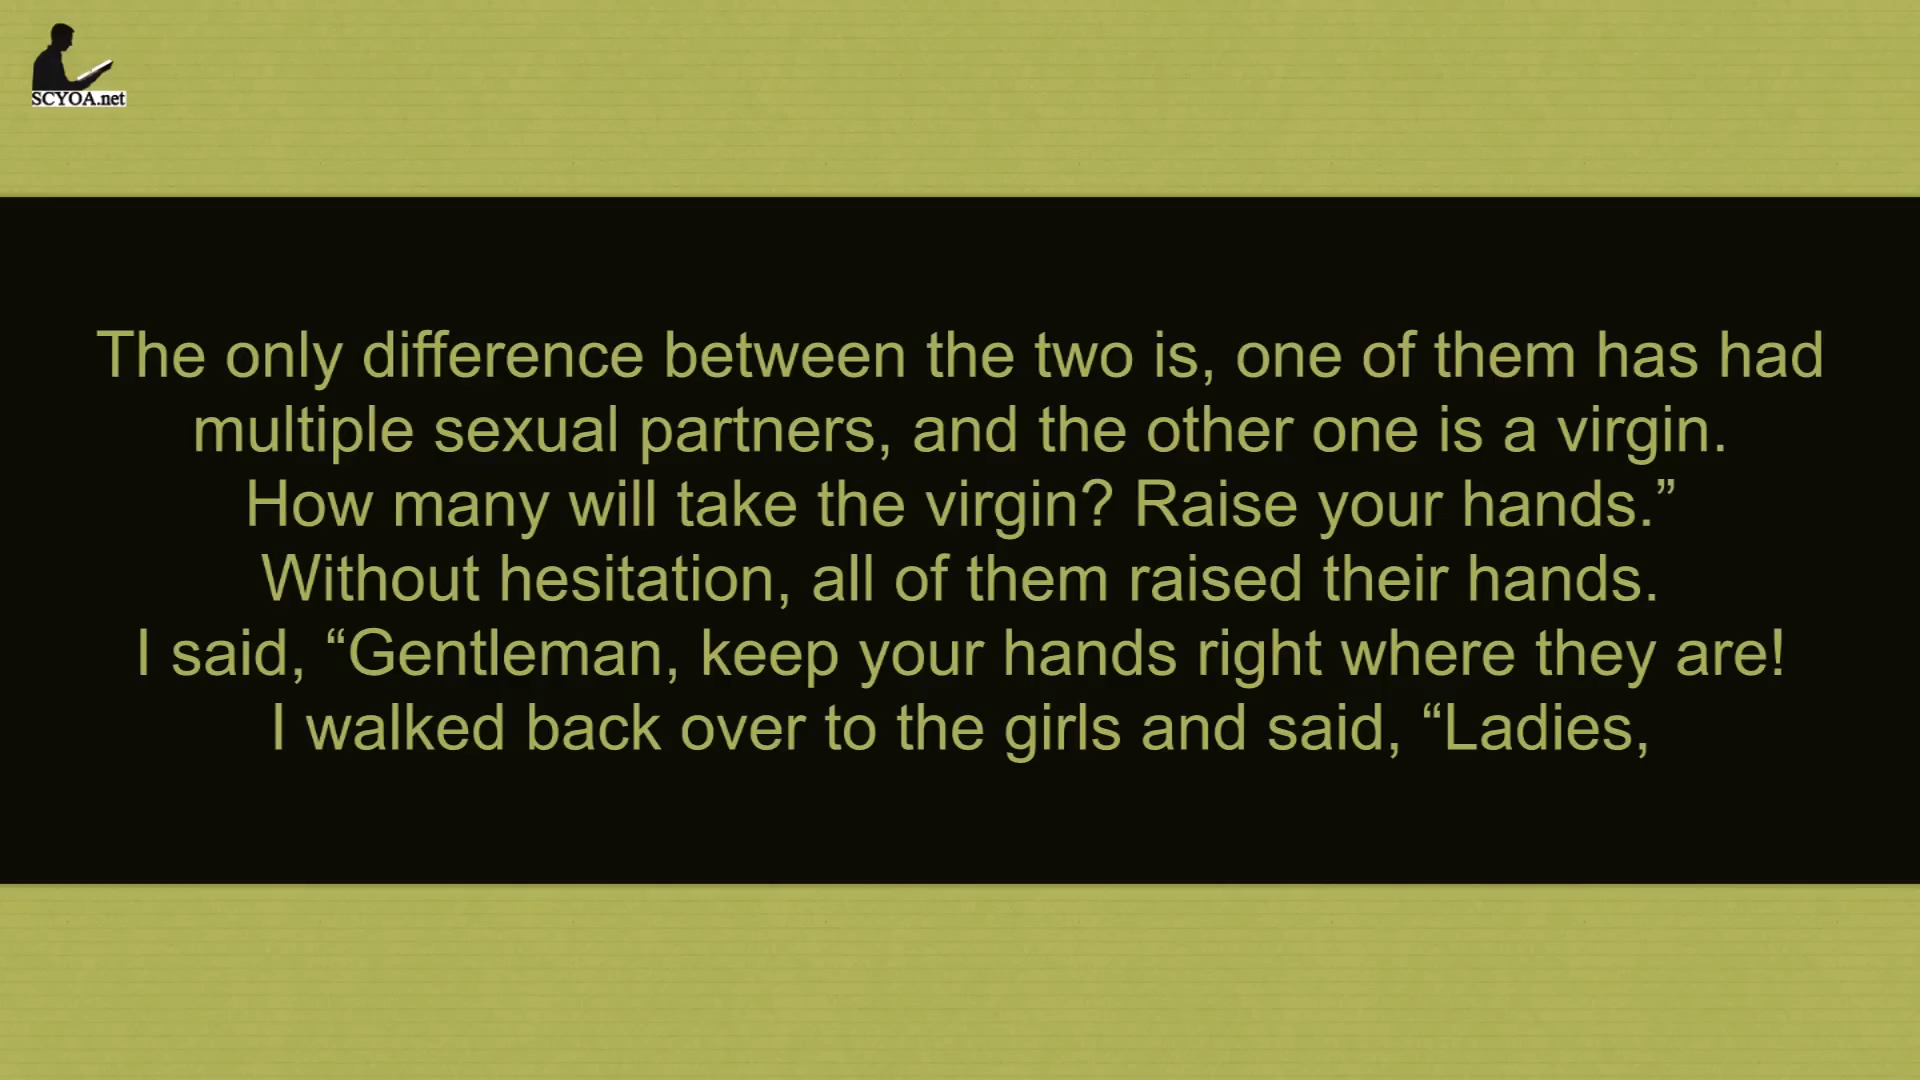 SCYOA.net
The only difference between the two is, one of them has had
multiple sexual partners, and the other one is a virgin.
How many will take the virgin? Raise your hands.”
Without hesitation, all of them raised their hands.
I said, “Gentleman, keep your hands right where they are!
I walked back over to the girls and said, “Ladies,